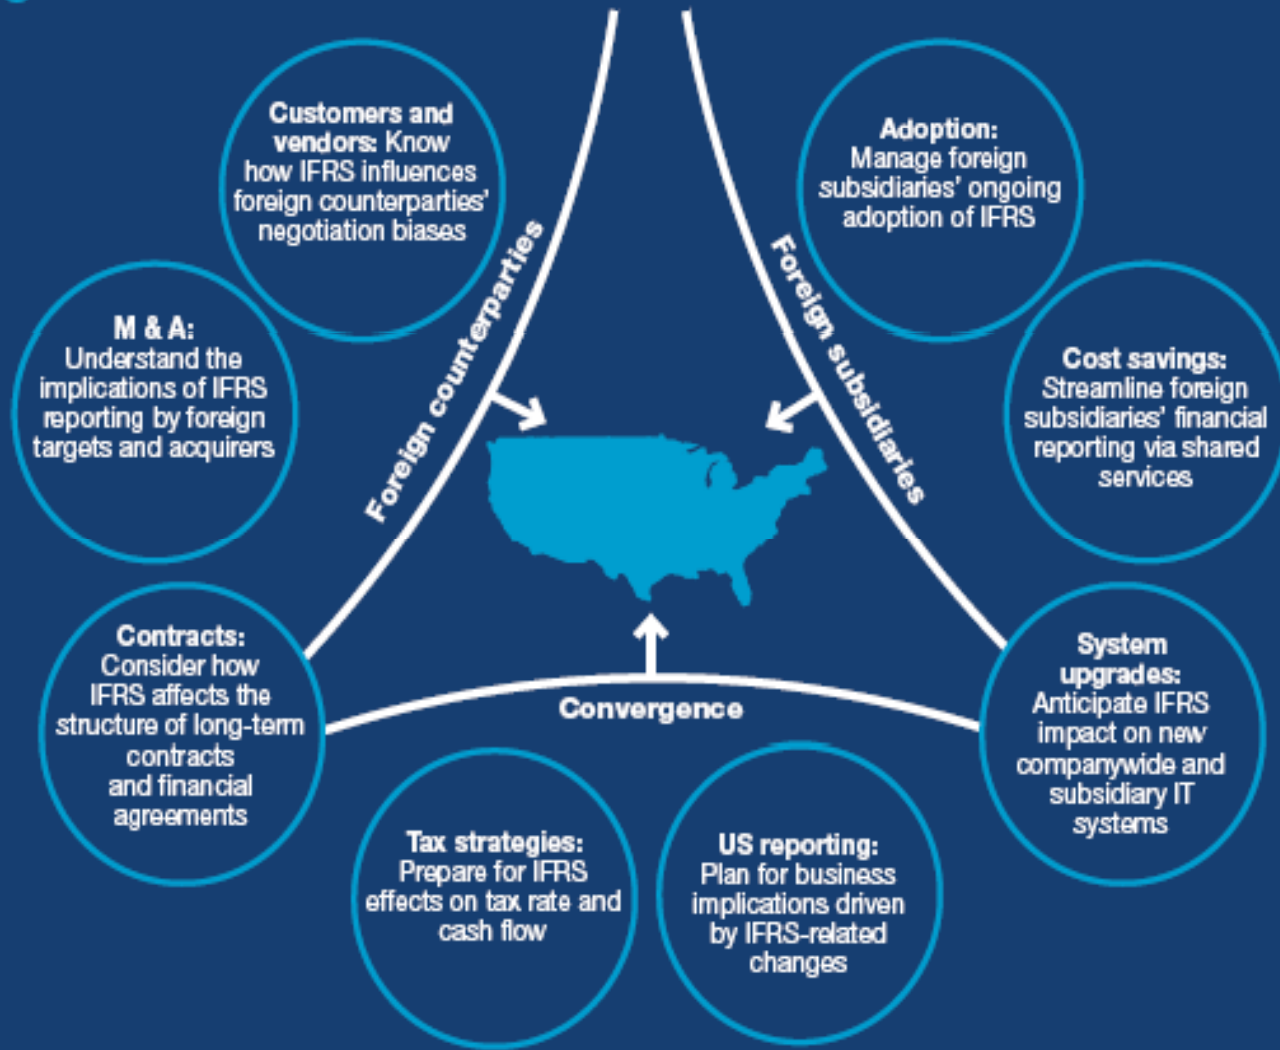 Customers and
vendors: Know
how IFRS influences
foreign counterparties'
negotiation biases
Adoption:
Manage foreign
subsidiaries' ongoing
adoption of IFRS
M & A:
Understand the
implications of IFRS
reporting by foreign
targets and acquirers
Foreign counterparties
Foreign subsidiaries
Cost savings:
Streamline foreign
subsidiaries' financial
reporting via shared
services
Contracts:
Consider how
IFRS affects the
structure of long-term
contracts
and financial
agreements
Convergence
System
upgrades:
Anticipate IFRS
impact on new
companywide and
subsidiary IT
systems
Tax strategies:
Prepare for IFRS
effects on tax rate and
cash flow
US reporting:
Plan for business
implications driven
by IFRS-related
changes